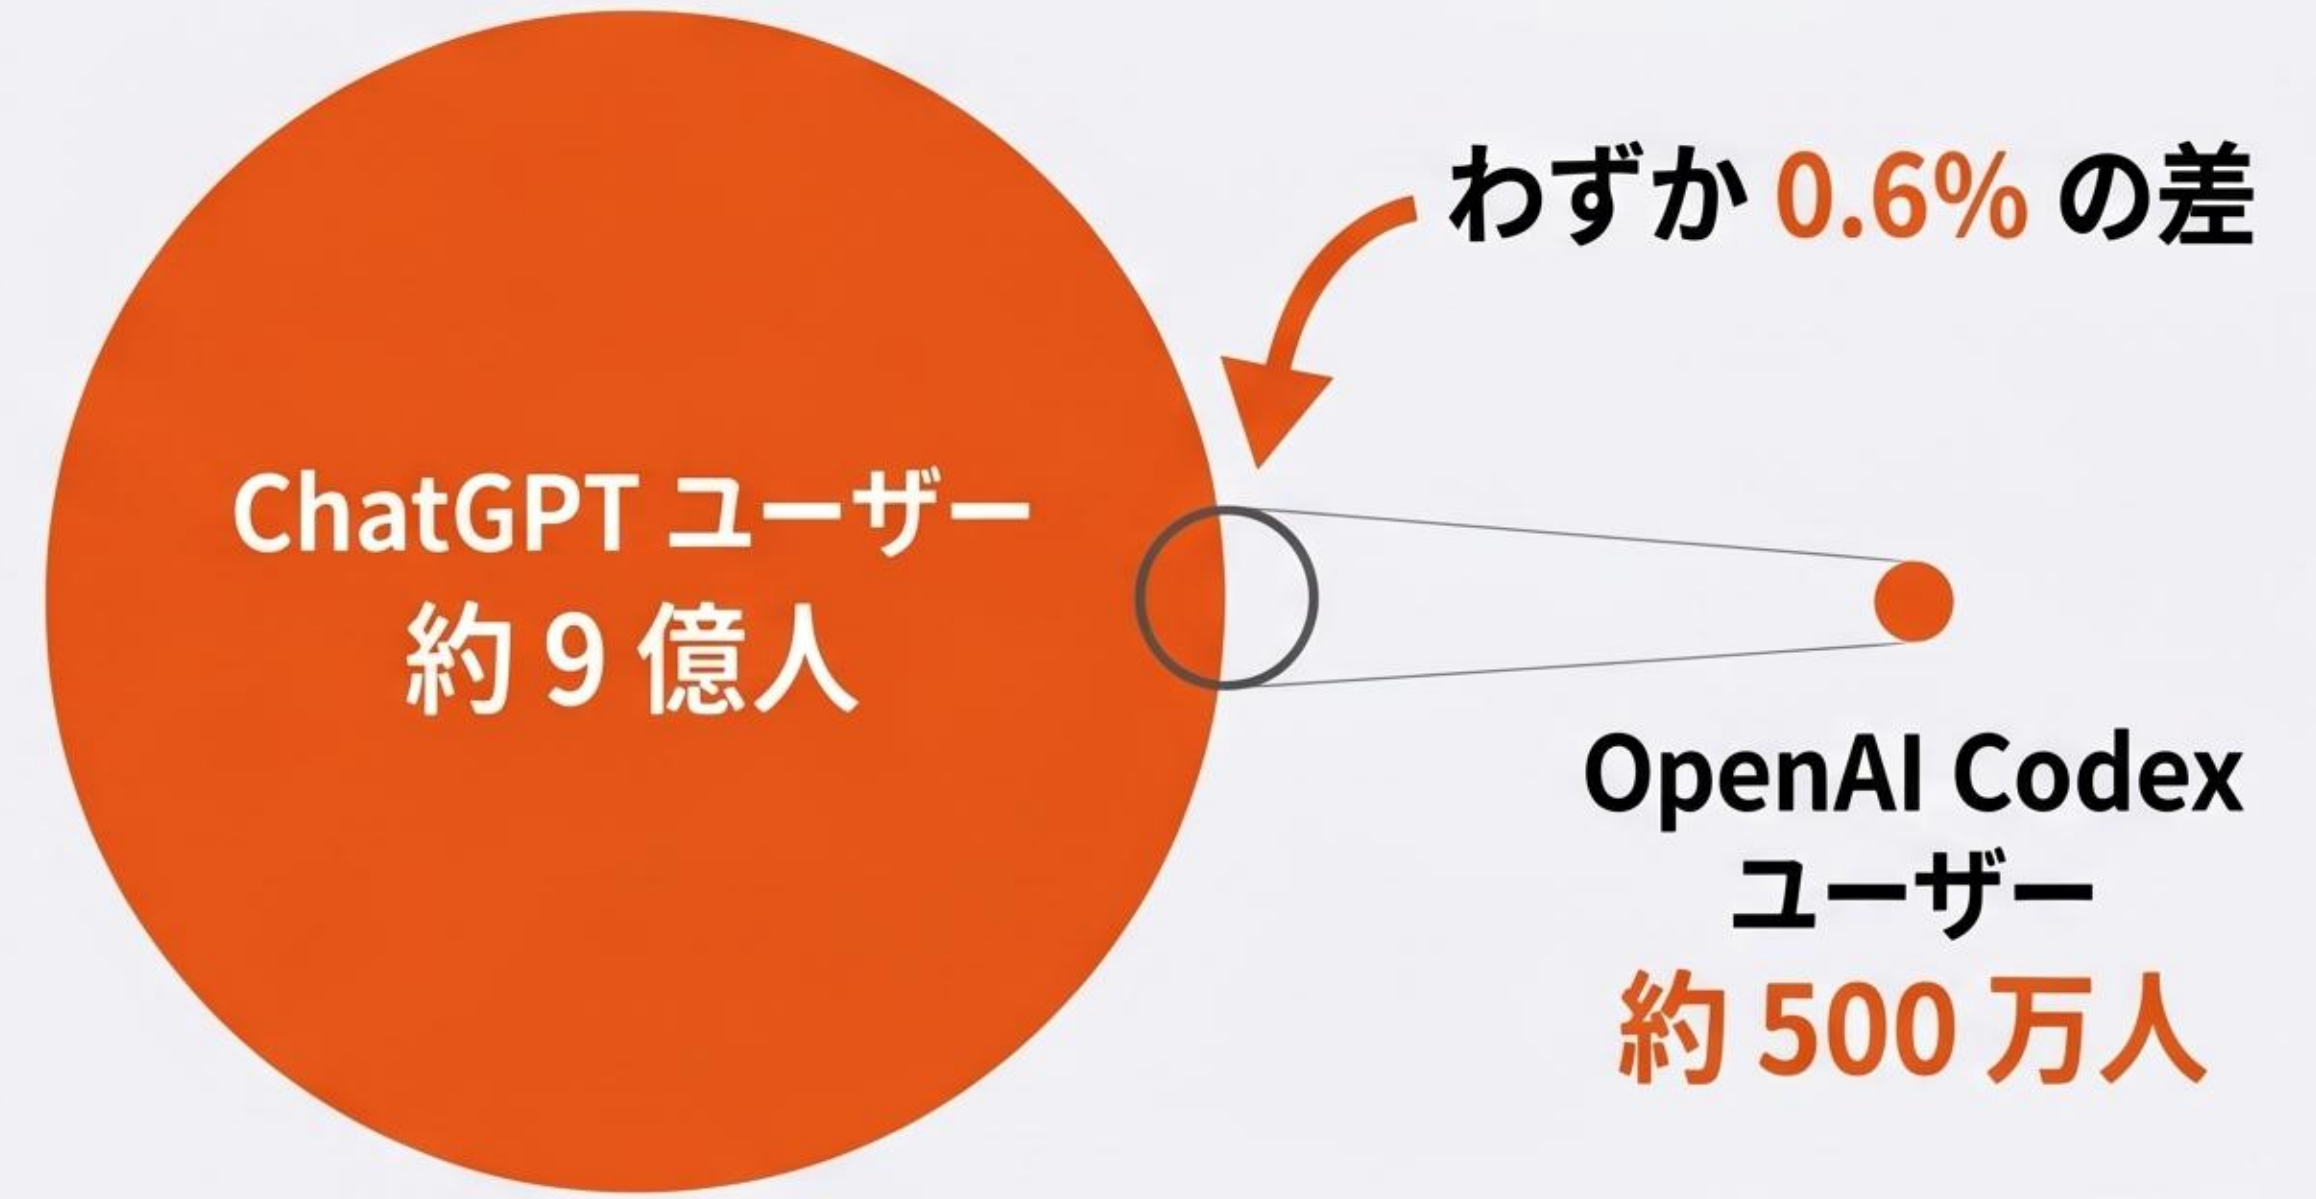 わずか 0.6% の差
ChatGPT ユーザー
約 9 億人
OpenAI Codex
ユーザー
約 500 万人